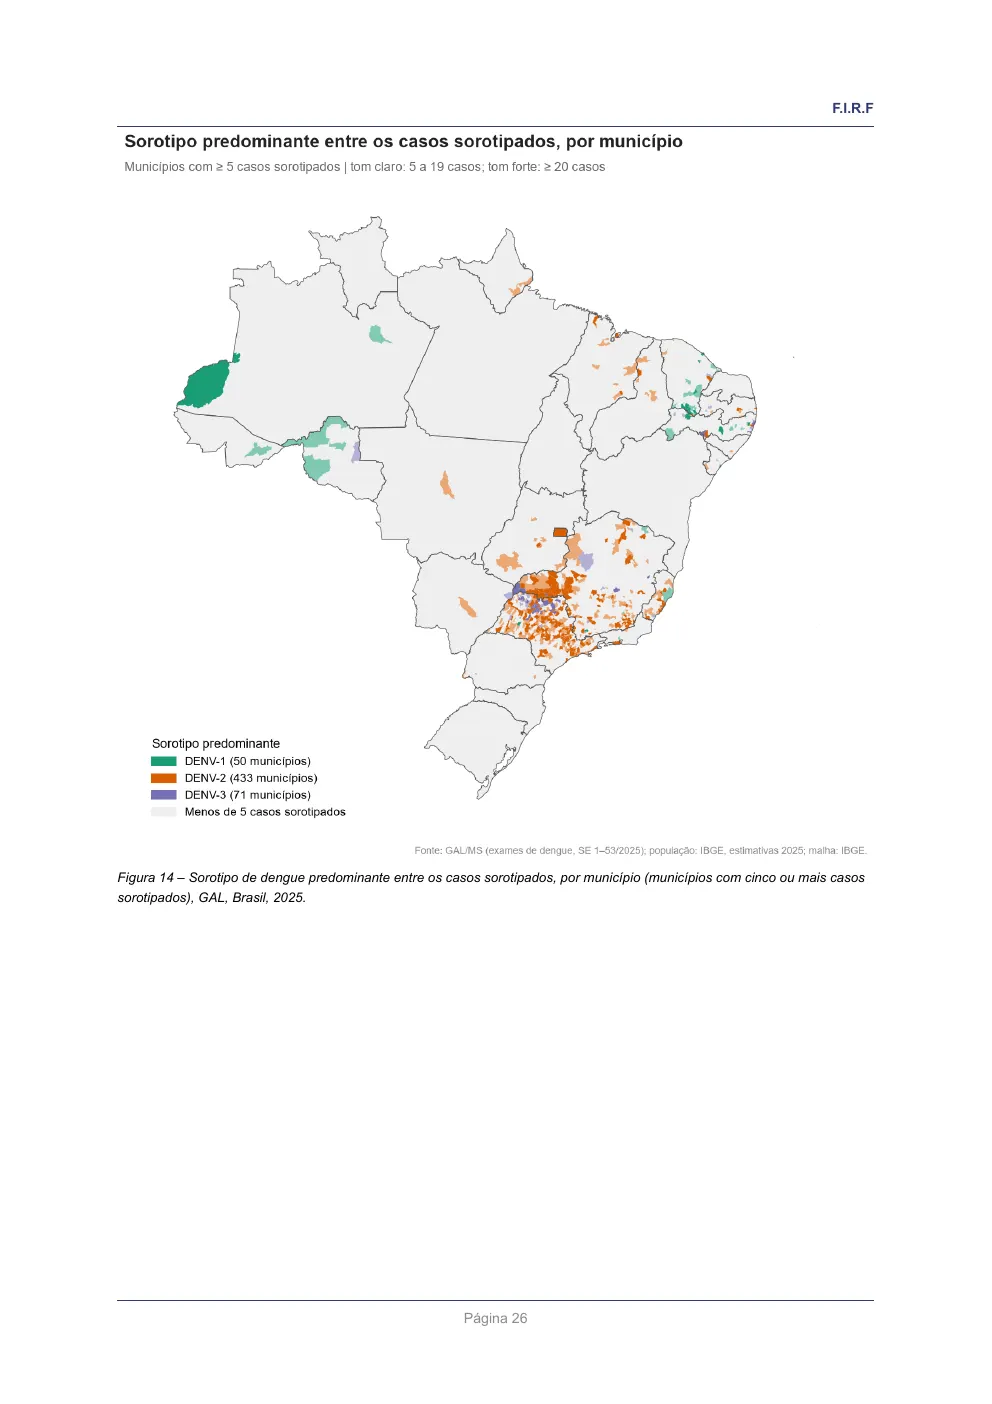 F.I.R.F
Sorotipo predominante entre os casos sorotipados, por município
Municípios com ≥ 5 casos sorotipados | tom claro: 5 a 19 casos; tom forte: ≥ 20 casos
Sorotipo predominante
DENV-1 (50 municípios)
DENV-2 (433 municípios)
DENV-3 (71 municípios)
Menos de 5 casos sorotipados
Fonte: GAL/MS (exames de dengue, SE 1–53/2025); população: IBGE, estimativas 2025; malha: IBGE.
Figura 14 – Sorotipo de dengue predominante entre os casos sorotipados, por município (municípios com cinco ou mais casos
sorotipados), GAL, Brasil, 2025.
Página 26